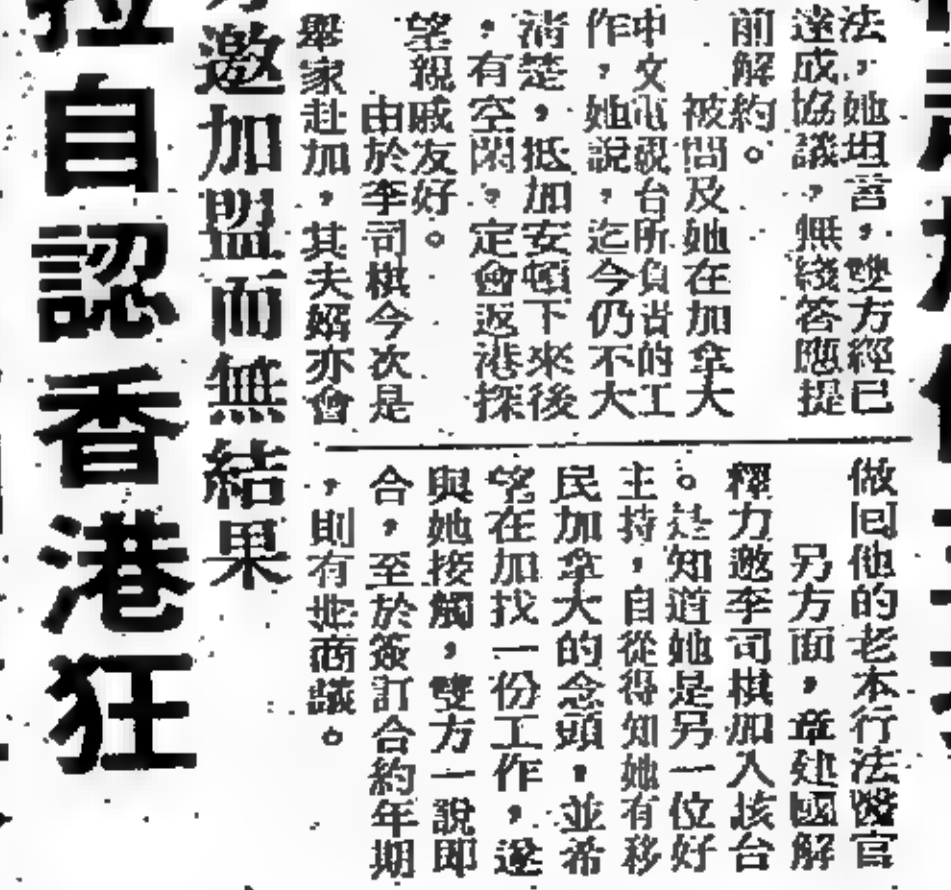 法，她坦言，雙方經已
達成協議，無綫答應提
前解約。
被問及她在加拿大
中文電視台所負責的工
作，她說，迄今仍不大
清楚，抵加安頓下來後
，有空閑，定會返港探
望親戚友好。
由於李司棋今次是
舉家赴加，其夫婿亦會
做回他的老本行法醫官
另方面，章建國解
釋力邀李司棋加入該台
。是知道她是另一位好
主持，自從得知她有移
民加拿大的念頭，並希
望在加找一份工作，遂
與她接觸，雙方一說即
合，至於簽訂合約年期
，則有地商議。
邀加盟而無結果
自認香港狂